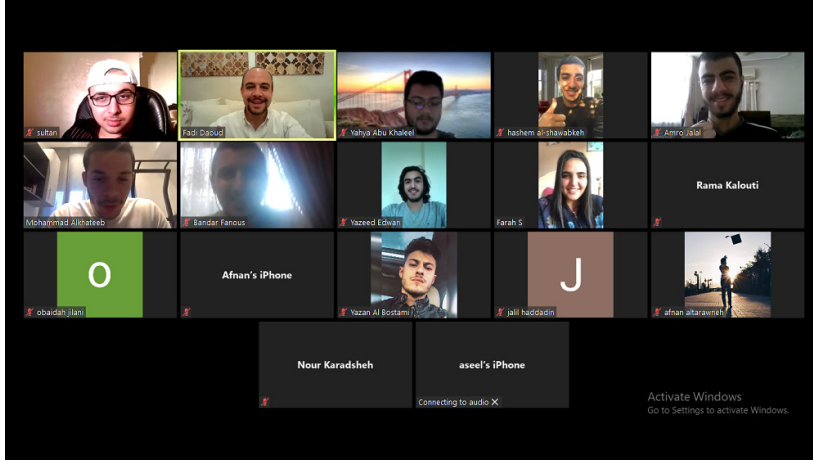 sultan
Fadi Daoud
Yahya Abu Khaleel
hashem al-shawabkeh
Amro Jalal
Mohammad Alkhateeb
Bandar Fanous
Yazeed Edwan
Farah S
Rama Kalouti
O
obaidah jilani
Afnan's iPhone
Yazan Al Bostami
J
jalil haddadin
afnan altarawneh
Nour Karadsheh
aseel's iPhone
Connecting to audio
Activate Windows
Go to Settings to activate Windows.